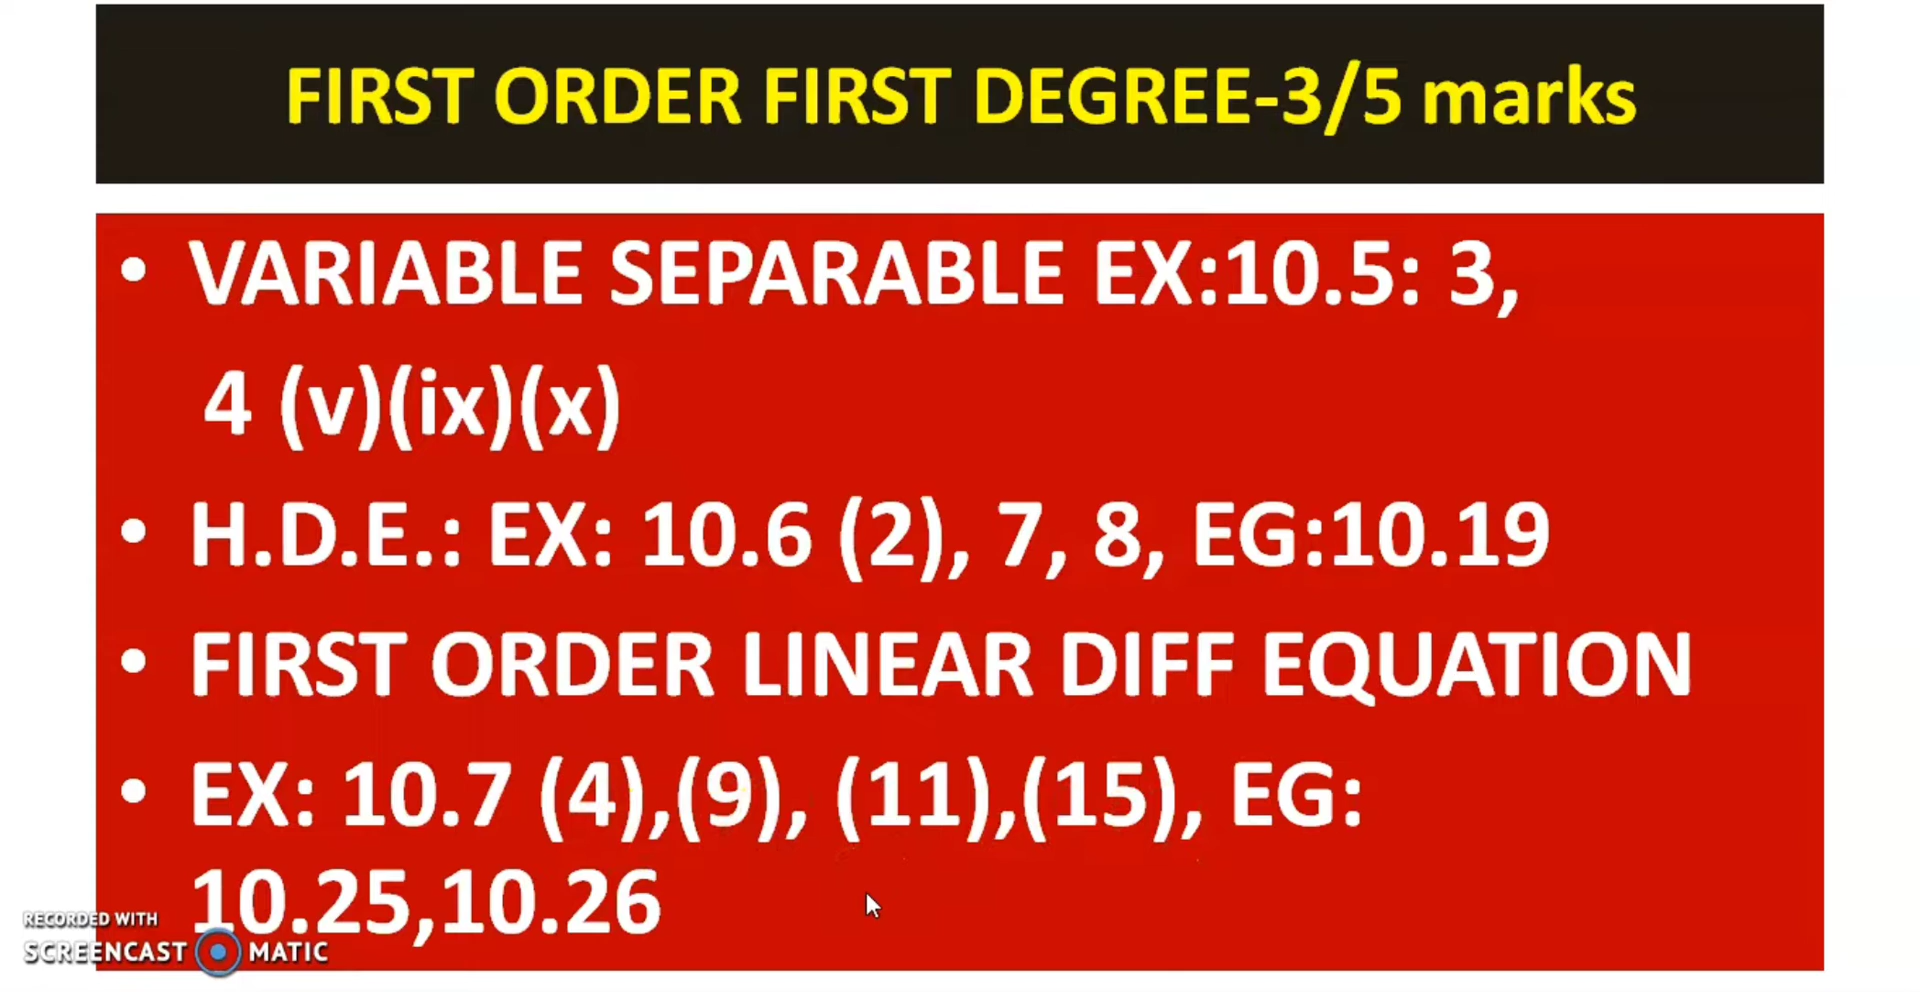 FIRST ORDER FIRST DEGREE-3/5 marks
• VARIABLE SEPARABLE EX:10.5: 3,
4 (v)(ix)(x)
• H.D.E.: EX: 10.6 (2), 7, 8, EG:10.19
• FIRST ORDER LINEAR DIFF EQUATION
• EX: 10.7 (4),(9), (11),(15), EG:
10.25,10.26
RECORDED WITH
SCREENCAST MATIC